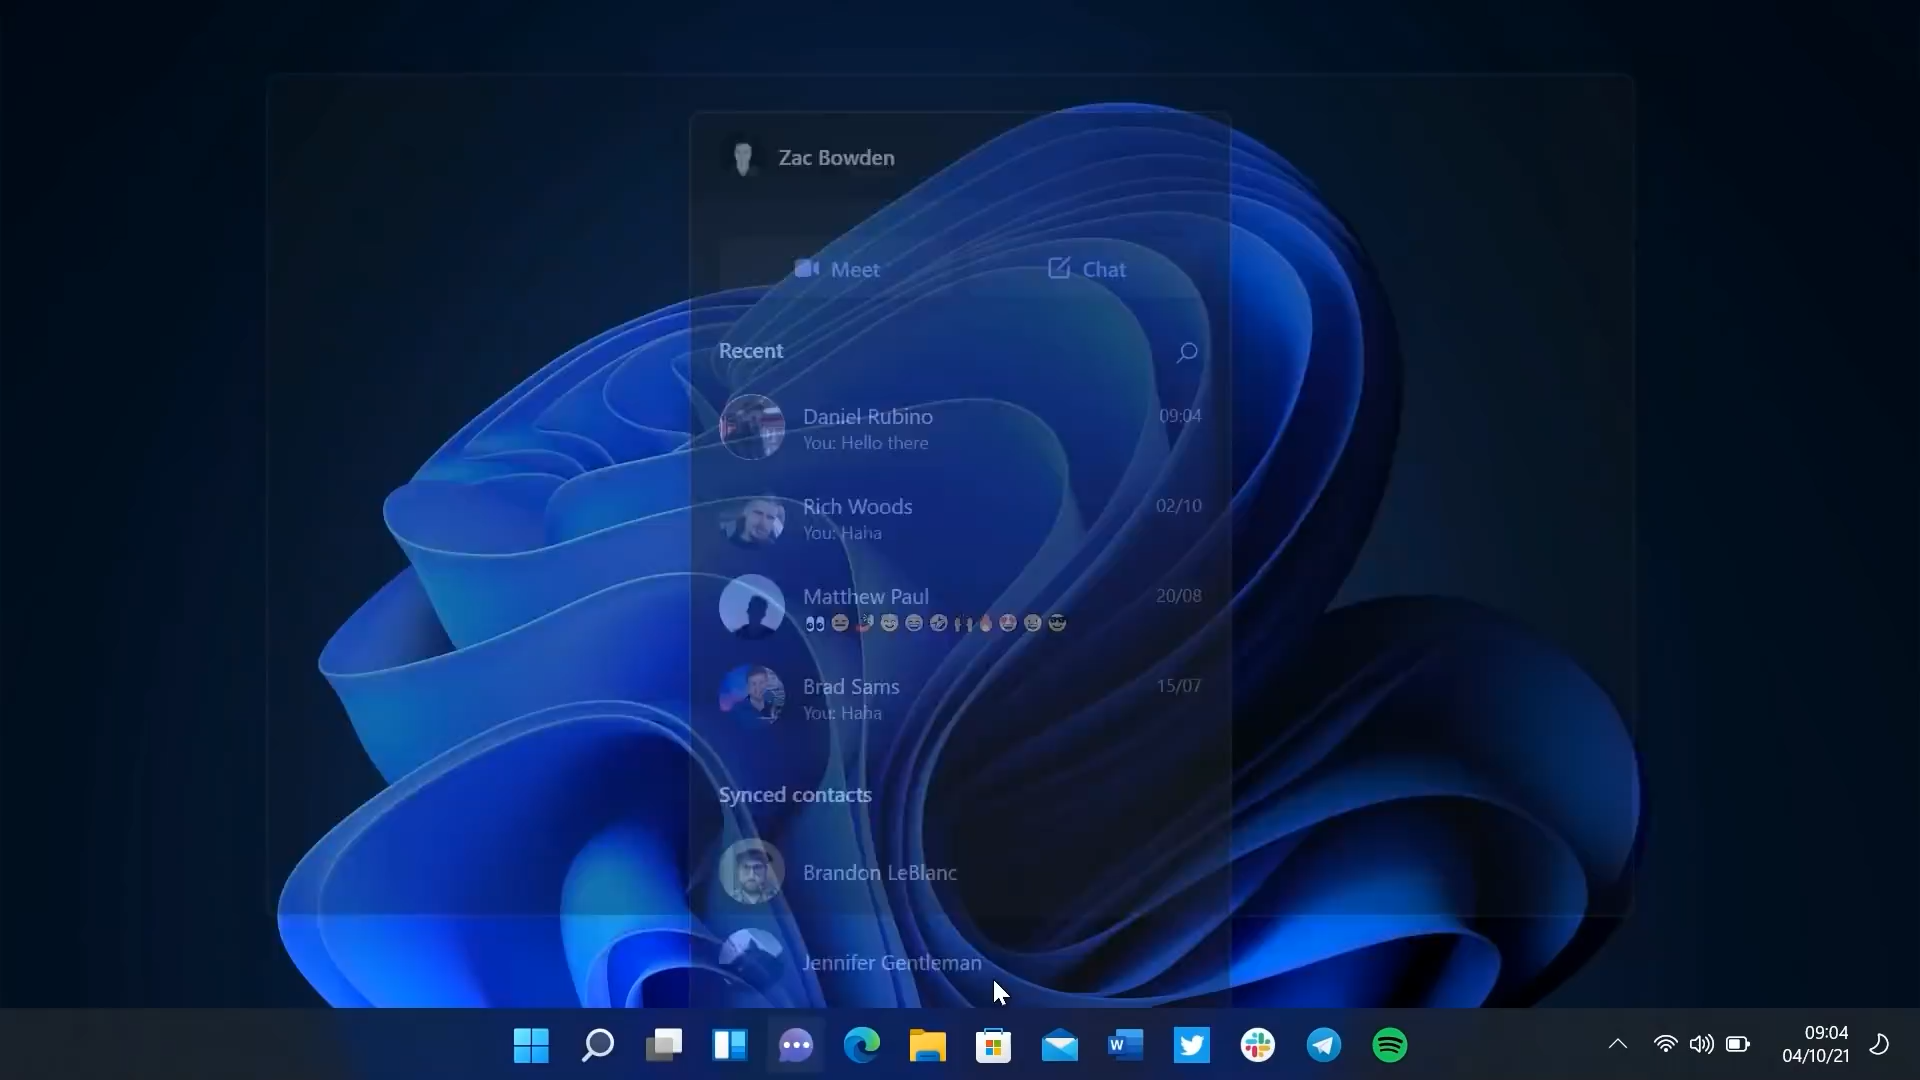 Zac Bowden
Meet
Chat
Recent
Daniel Rubino
09:04
You: Hello there
Rich Woods
02/10
You: Haha
Matthew Paul
20/08
Brad Sams
15/07
You: Haha
Synced contacts
Brandon LeBlanc
Jennifer Gentleman
W
09:04
04/10/21